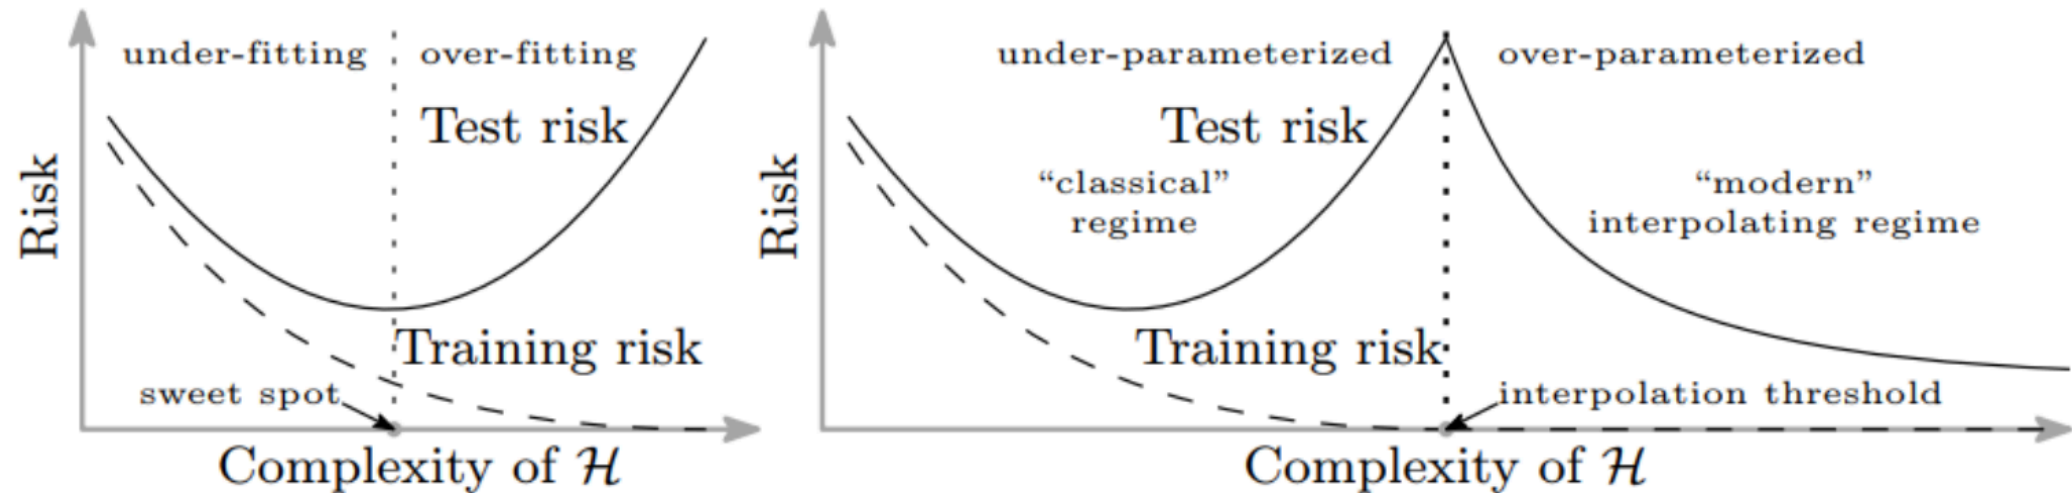 under-fitting
over-fitting
Test risk
Risk
Training risk
sweet spot
Complexity of ℋ
under-parameterized
over-parameterized
Test risk
“classical”
regime
“modern”
interpolating regime
Risk
Training risk
interpolation threshold
Complexity of ℋ